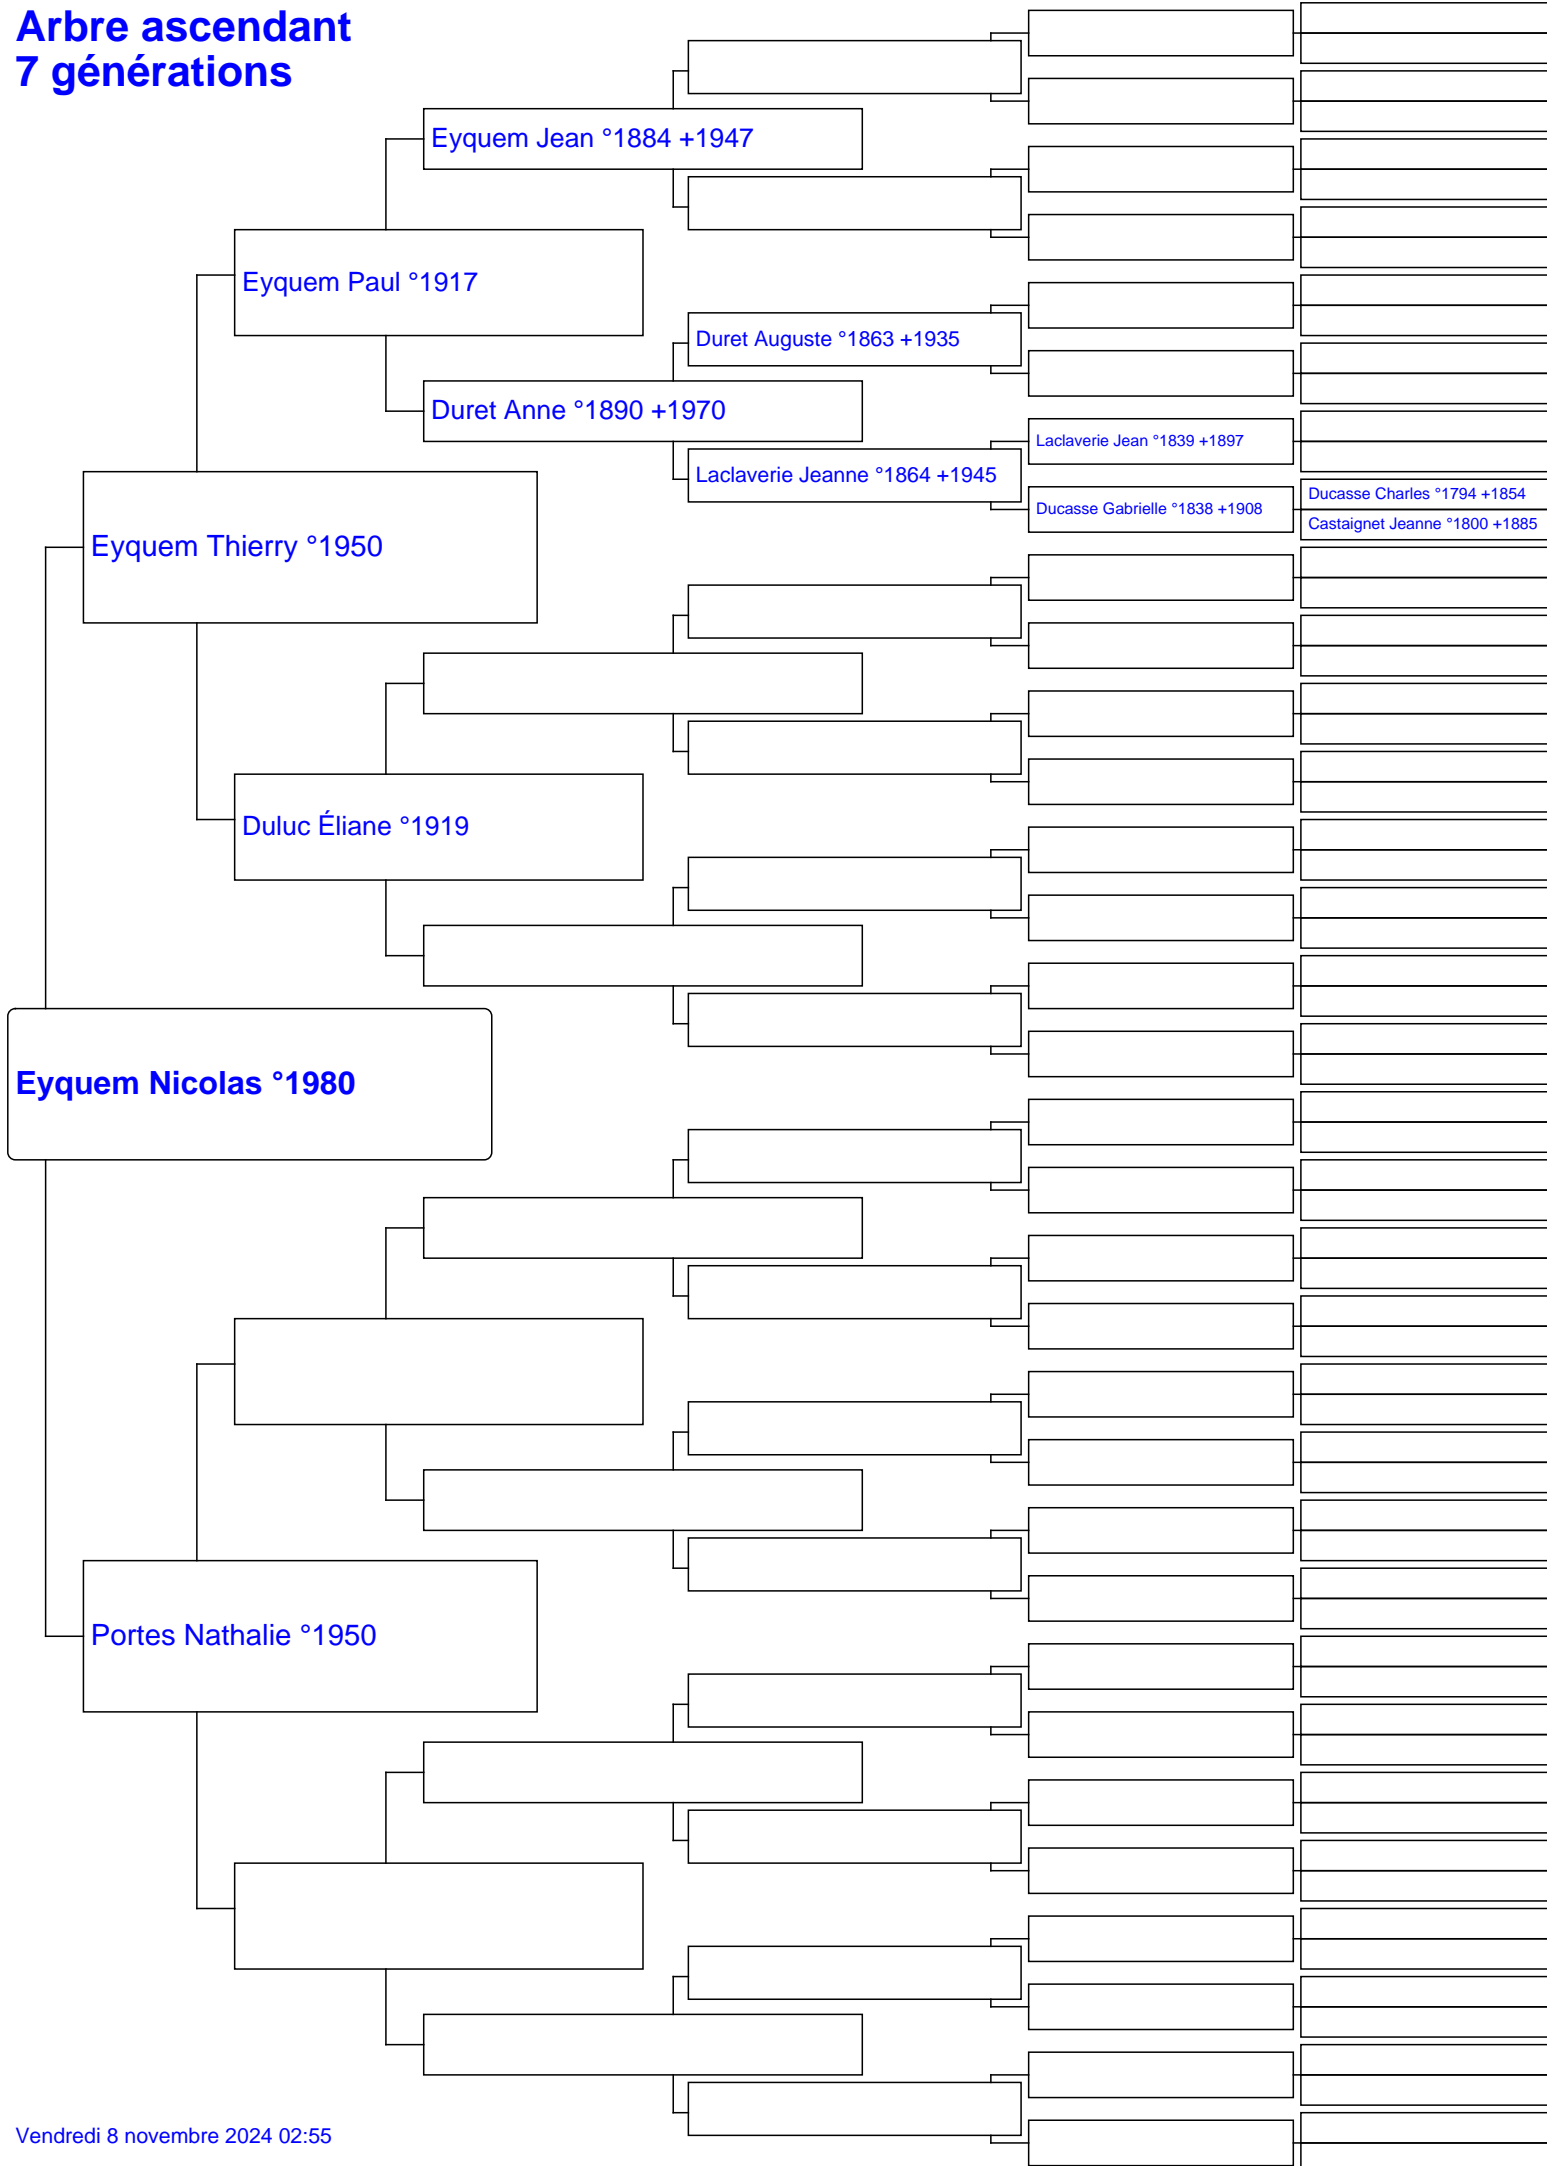 Arbre ascendant
7 générations
Eyquem Jean °1884 +1947
Eyquem Paul °1917
Duret Auguste °1863 +1935
Duret Anne °1890 +1970
Laclaverie Jean °1839 +1897
Laclaverie Jeanne °1864 +1945
Ducasse Charles °1794 +1854
Ducasse Gabrielle °1838 +1908
Castaignet Jeanne °1800 +1885
Eyquem Thierry °1950
Duluc Éliane °1919
Eyquem Nicolas °1980
Portes Nathalie °1950
Vendredi 8 novembre 2024 02:55